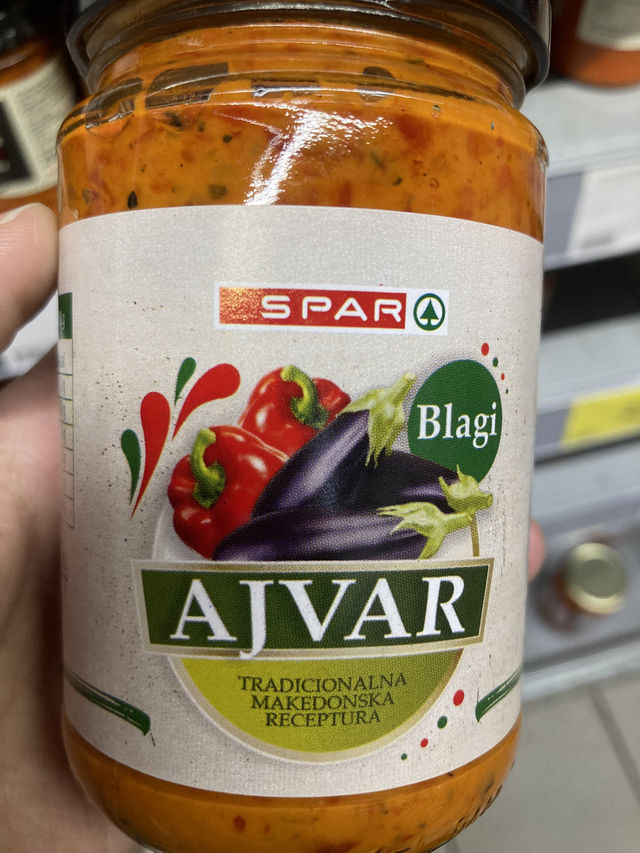 SPAR
Blagi
AJVAR
TRADICIONALNA
MAKEDONSKA
RECEPTURA